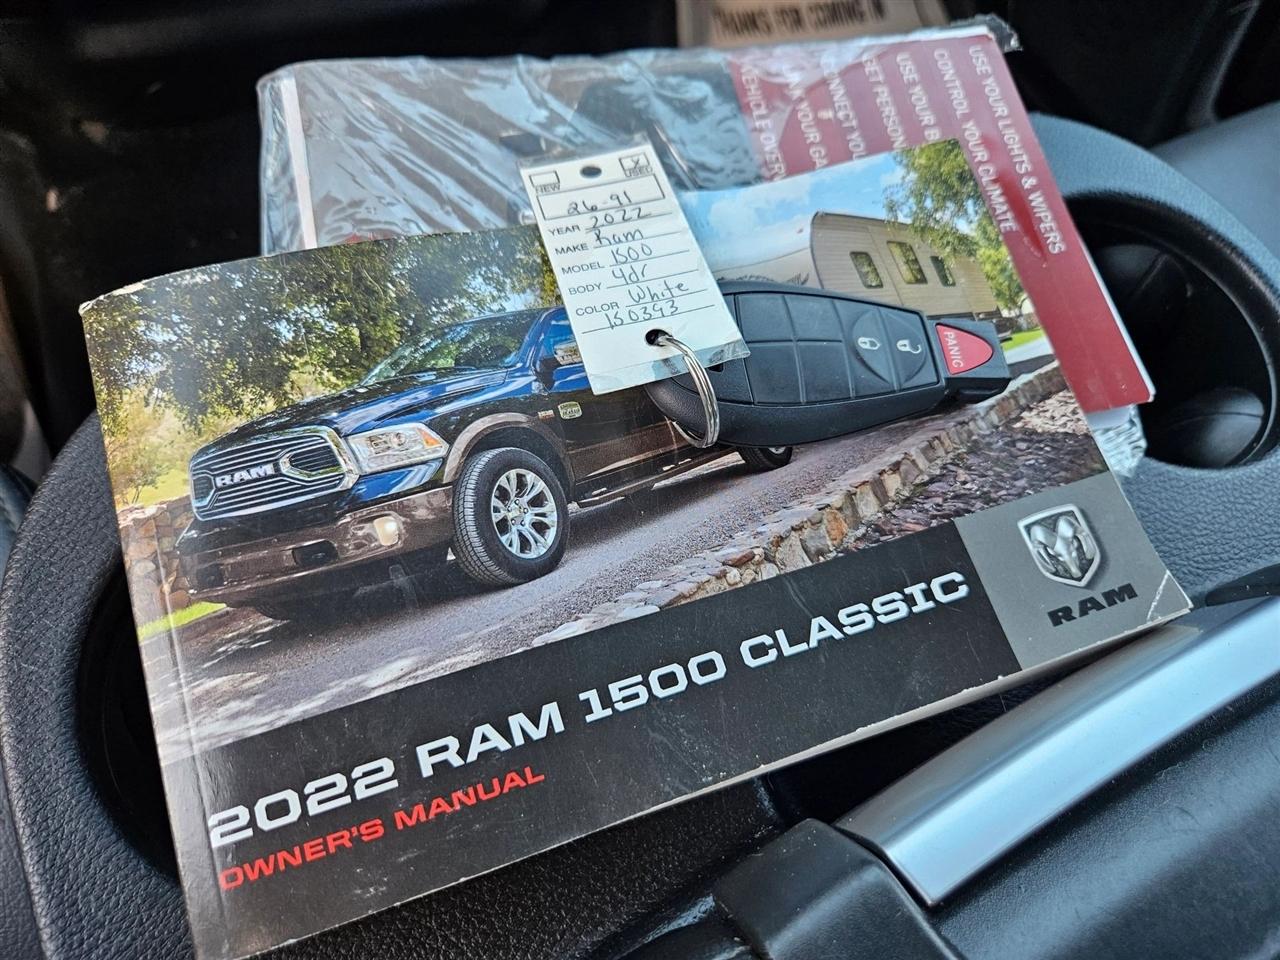 THANKS FOR COMING IN
USE YOUR LIGHTS & WIPERS
CONTROL YOUR CLIMATE
USE YOUR
GET PERSON
YOUR
VEHICLE OVER
NEW
USED
26-91
YEAR 2022
MAKE Ram
MODEL 1500
BODY 4dr
COLOR White
150343
PANIC
RAM
RAM
2022 RAM 1500 CLASSIC
OWNER'S MANUAL